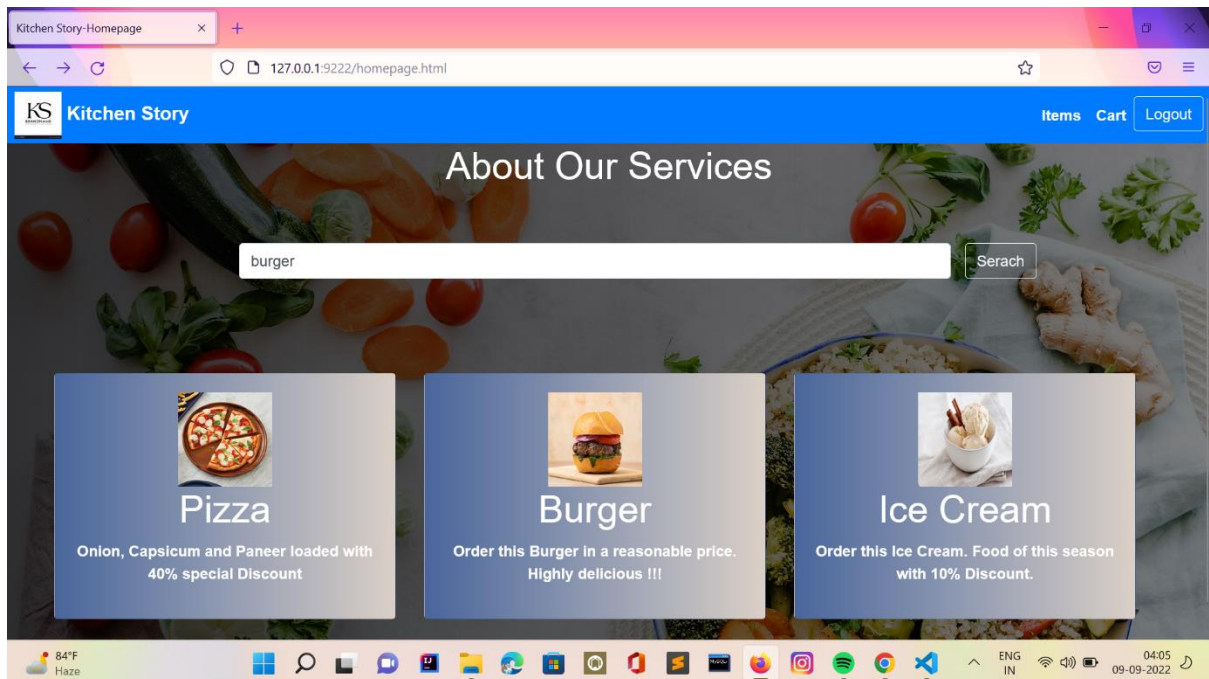 Kitchen Story-Homepage
127.0.0.1:9222/homepage.html
KS
Kitchen Story
Items Cart Logout
About Our Services
burger
Serach
Pizza
Onion, Capsicum and Paneer loaded with
40% special Discount
Burger
Order this Burger in a reasonable price.
Highly delicious !!!
Ice Cream
Order this Ice Cream. Food of this season
with 10% Discount.
84°F
Haze
ENG
IN
04:05
09-09-2022